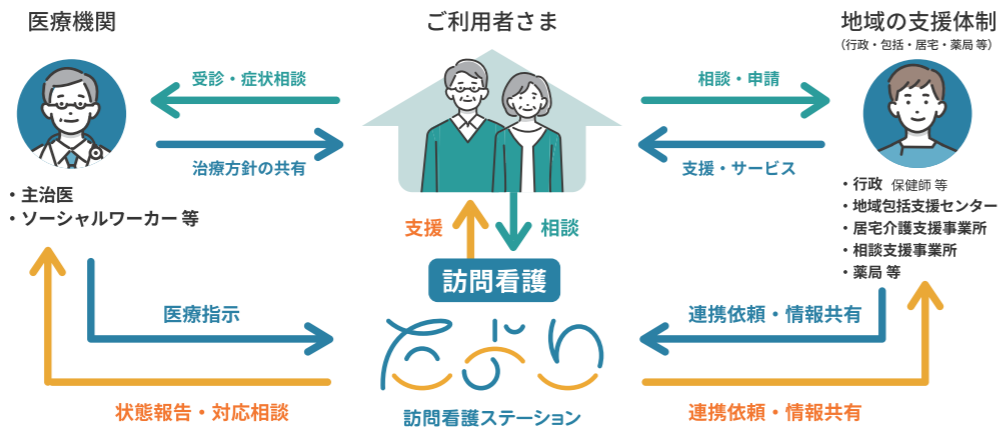 医療機関
ご利用者さま
地域の支援体制
(行政・包括・居宅・薬局 等)
受診・症状相談
相談・申請
治療方針の共有
支援・サービス
・主治医
・ソーシャルワーカー 等
・行政 保健師 等
・地域包括支援センター
・居宅介護支援事業所
・相談支援事業所
・薬局 等
支援
相談
訪問看護
医療指示
連携依頼・情報共有
状態報告・対応相談
訪問看護ステーション
連携依頼・情報共有